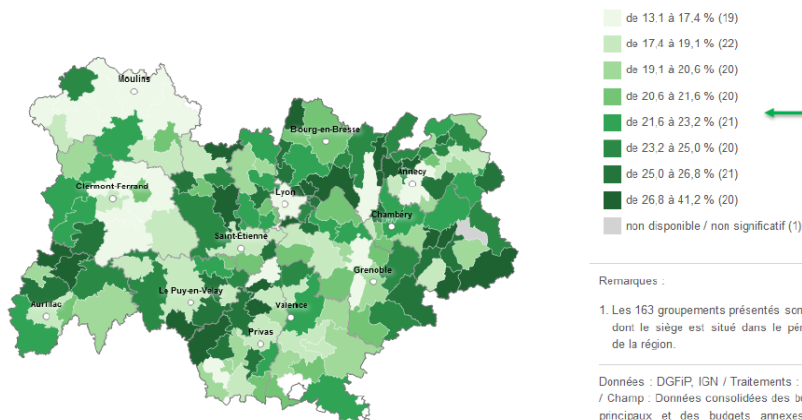 Moulins
Bourg-en-Bresse
Clermont-Ferrand
Annecy
Lyon
Chambéry
Saint-Étienne
Grenoble
Le Puy-en-Velay
Aurillac
Valence
Privas
de 13,1 à 17,4 % (19)
de 17,4 à 19,1 % (22)
de 19,1 à 20,6 % (20)
de 20,6 à 21,6 % (20)
de 21,6 à 23,2 % (21)
de 23,2 à 25,0 % (20)
de 25,0 à 26,8 % (21)
de 26,8 à 41,2 % (20)
non disponible / non significatif (1)
Remarques :
1. Les 163 groupements présentés son
dont le siège est situé dans le pé
de la région.
Données : DGFiP, IGN / Traitements :
/ Champ : Données consolidées des b
principaux et des budgets annexes